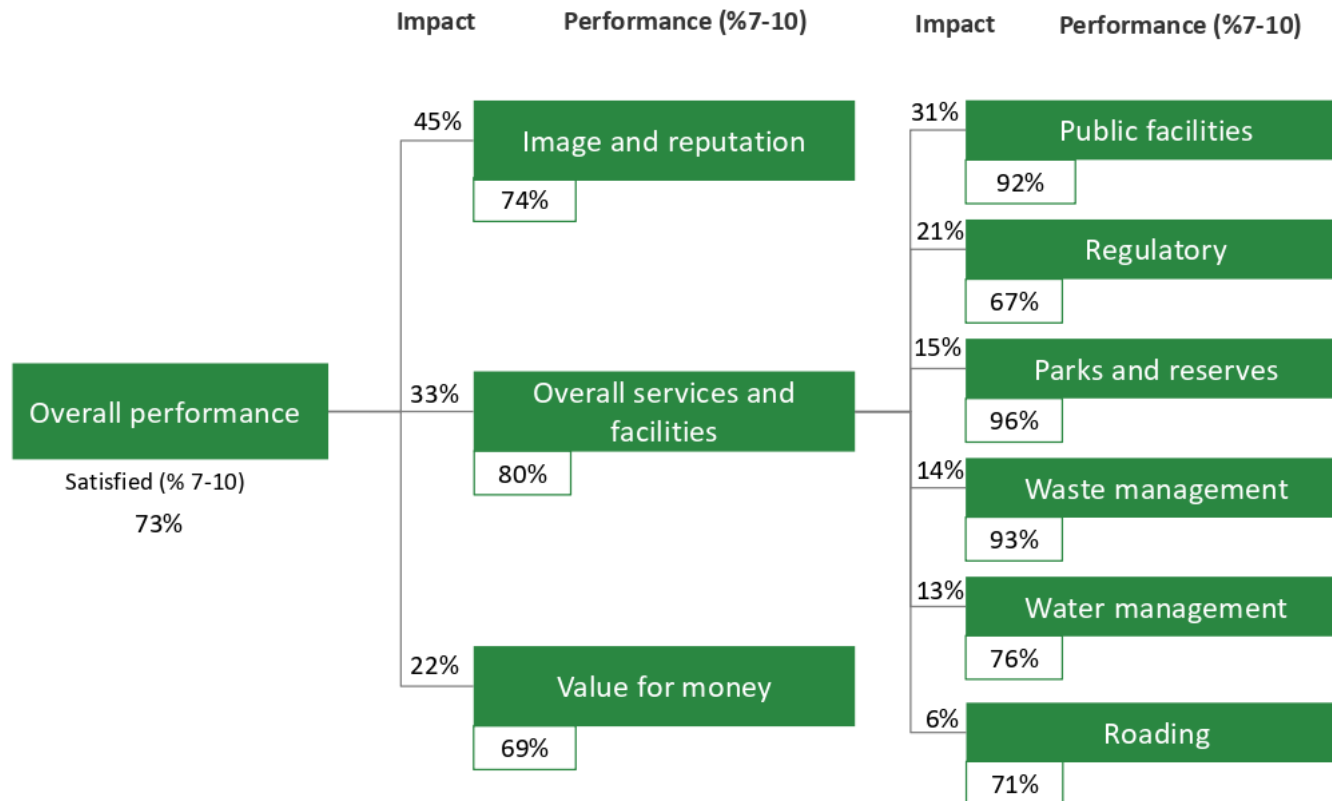 Impact
Performance (%7-10)
Impact
Performance (%7-10)
Overall performance
Satisfied (% 7-10)
73%
45%
Image and reputation
74%
33%
Overall services and
facilities
80%
22%
Value for money
69%
31%
Public facilities
92%
21%
Regulatory
67%
15%
Parks and reserves
96%
14%
Waste management
93%
13%
Water management
76%
6%
Roading
71%